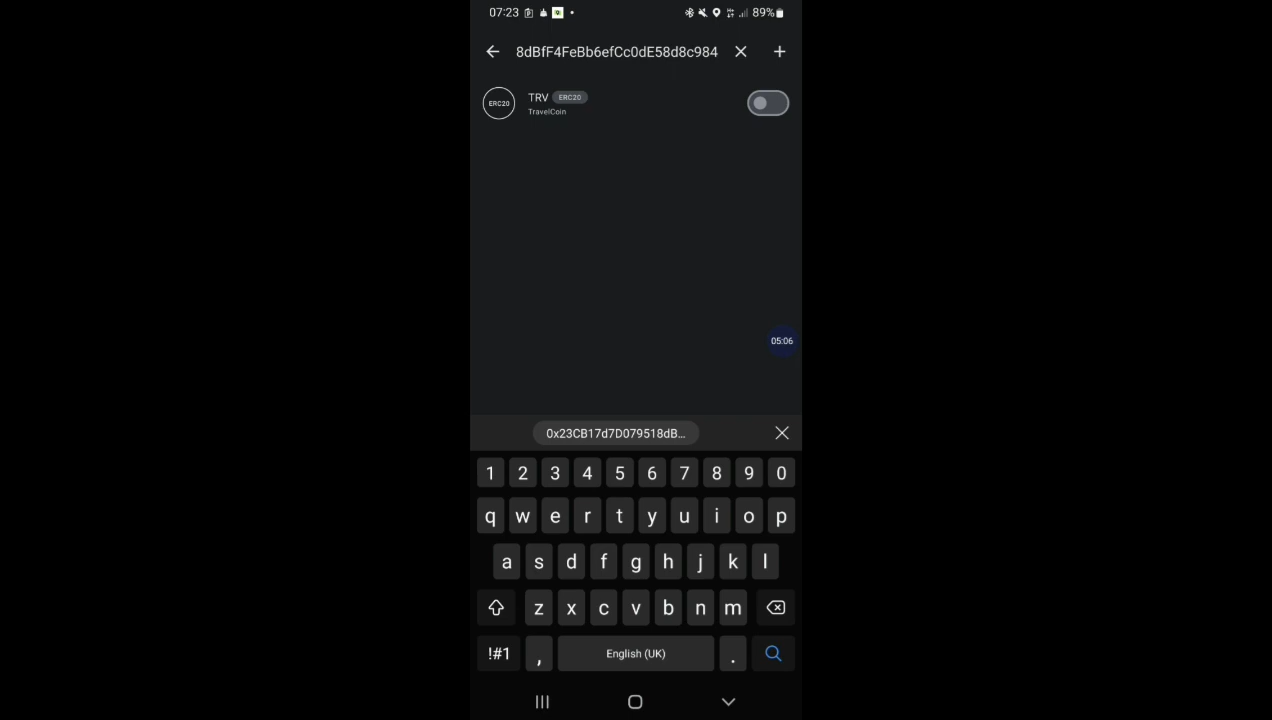 07:23 89%
8dBfF4FeBb6efCc0dE58d8c984
ERC20 TRV ERC20
TravelCoin
05:06
0x23CB17d7D079518dB...
1 2 3 4 5 6 7 8 9 0
q w e r t y u i o p
a s d f g h j k l
z x c v b n m
!#1 , English (UK) .